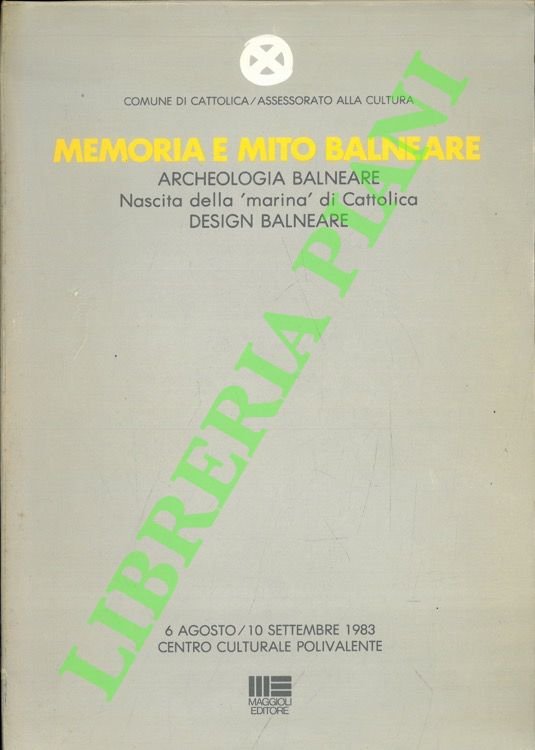 COMUNE DI CATTOLICA/ASSESSORATO ALLA CULTURA
MEMORIA E MITO BALNEARE
ARCHEOLOGIA BALNEARE
Nascita della 'marina' di Cattolica
DESIGN BALNEARE
LIBRERIA PIANI
6 AGOSTO/10 SETTEMBRE 1983
CENTRO CULTURALE POLIVALENTE
MAGGIOLI
EDITORE